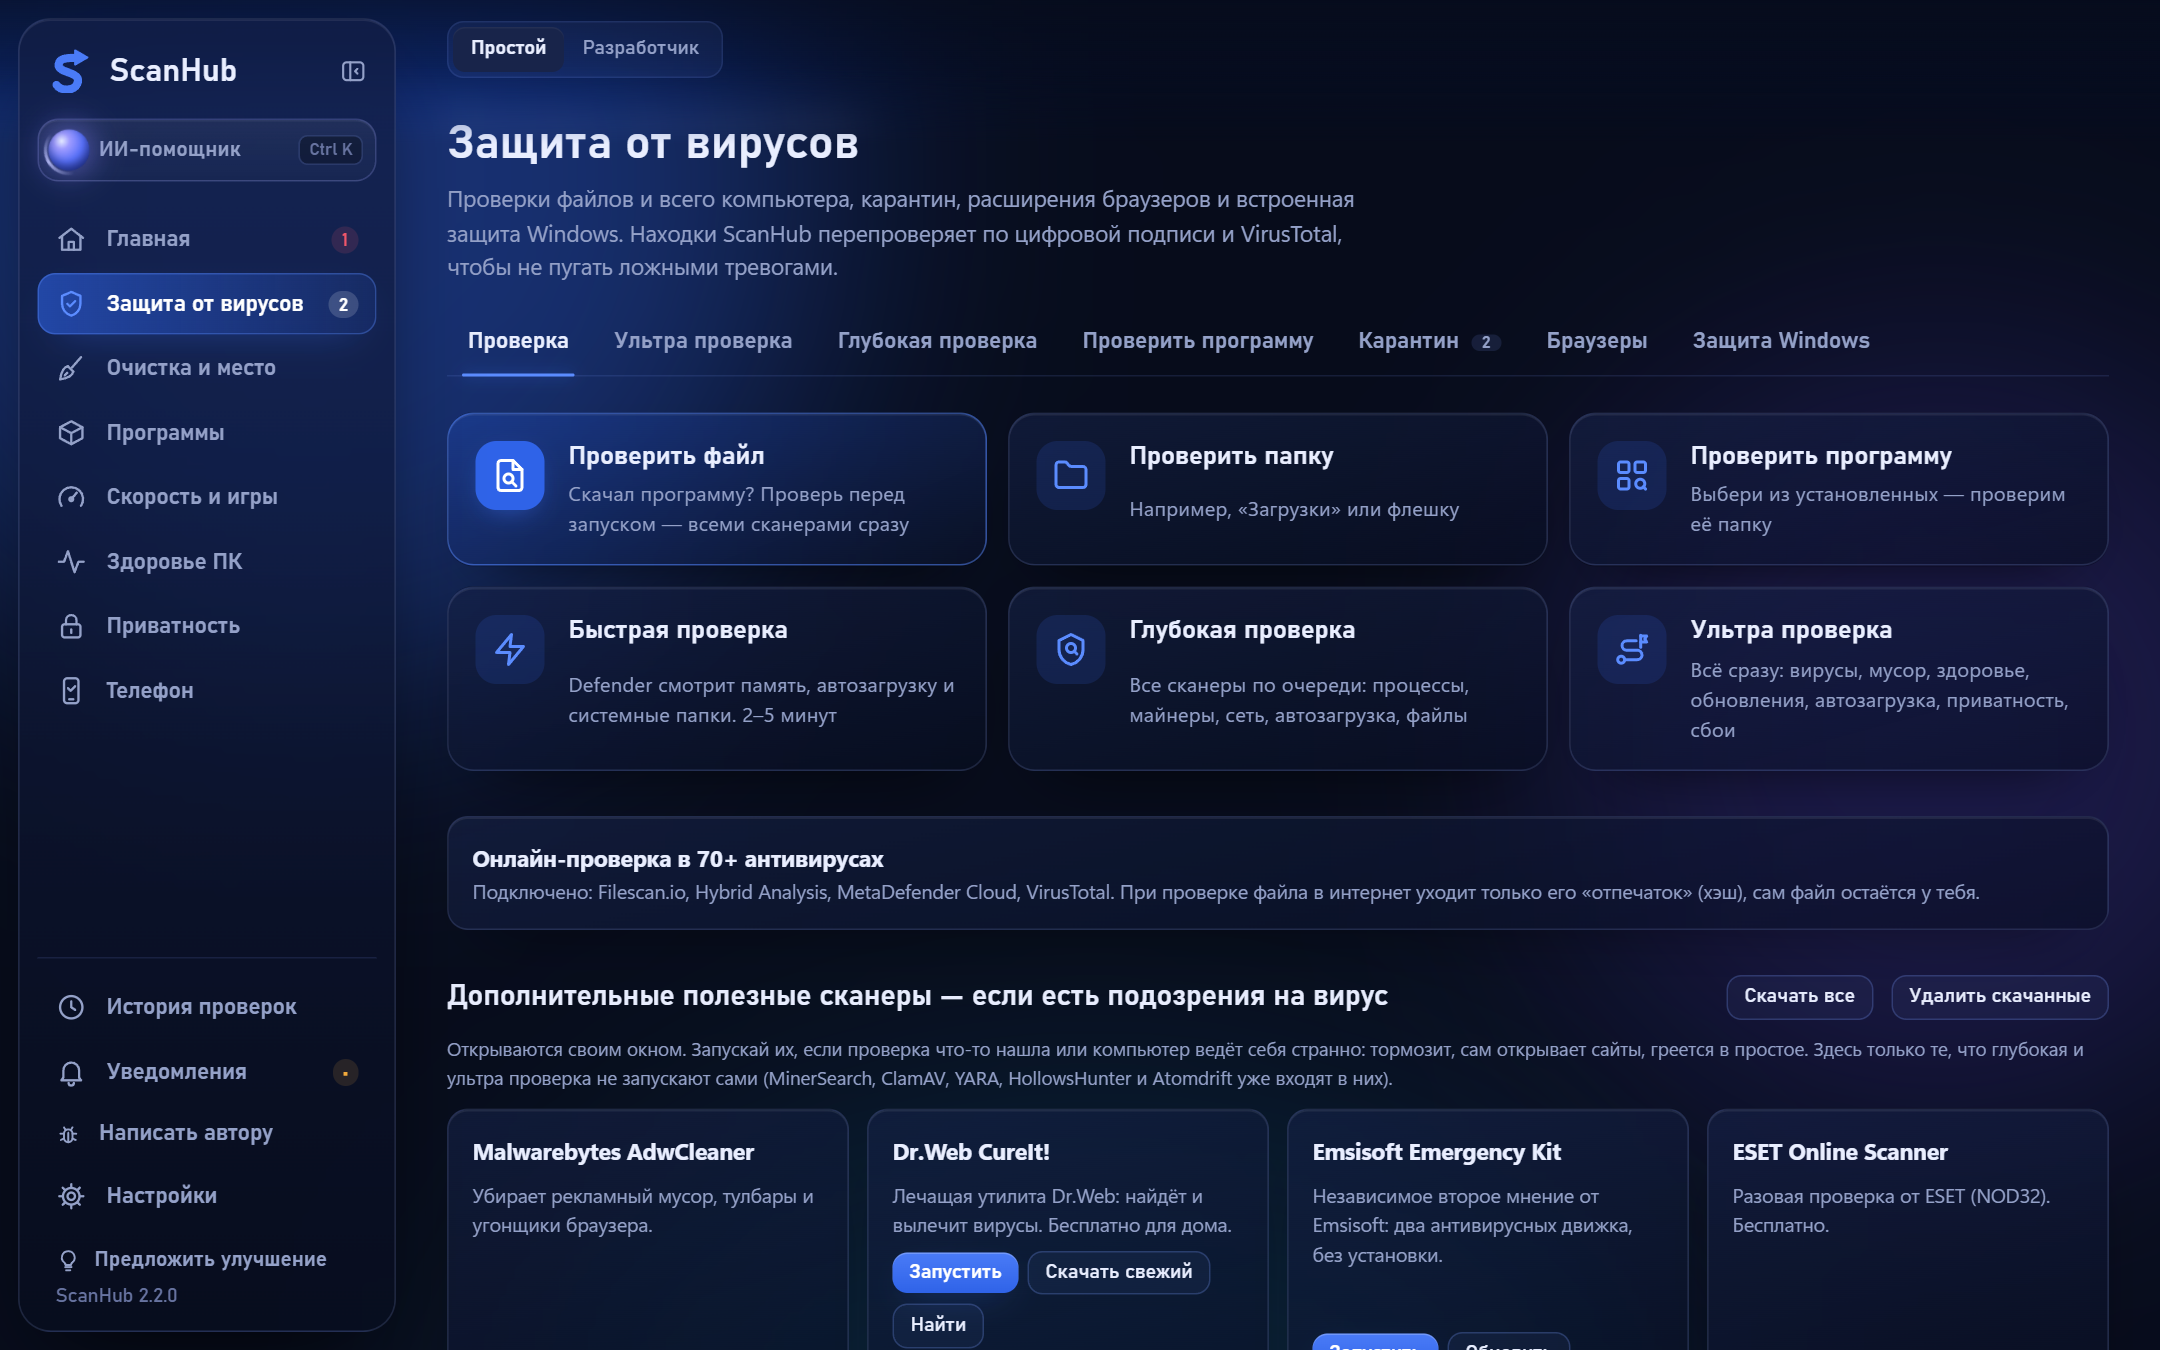 ScanHub
ИИ-помощник
Ctrl K
Главная
1
Защита от вирусов
2
Очистка и место
Программы
Скорость и игры
Здоровье ПК
Приватность
Телефон
История проверок
Уведомления
Написать автору
Настройки
Предложить улучшение
ScanHub 2.2.0
Простой
Разработчик
Защита от вирусов
Проверки файлов и всего компьютера, карантин, расширения браузеров и встроенная
защита Windows. Находки ScanHub перепроверяет по цифровой подписи и VirusTotal,
чтобы не пугать ложными тревогами.
Проверка
Ультра проверка
Глубокая проверка
Проверить программу
Карантин 2
Браузеры
Защита Windows
Проверить файл
Скачал программу? Проверь перед
запуском — всеми сканерами сразу
Проверить папку
Например, «Загрузки» или флешку
Проверить программу
Выбери из установленных — проверим
её папку
Быстрая проверка
Defender смотрит память, автозагрузку и
системные папки. 2–5 минут
Глубокая проверка
Все сканеры по очереди: процессы,
майнеры, сеть, автозагрузка, файлы
Ультра проверка
Всё сразу: вирусы, мусор, здоровье,
обновления, автозагрузка, приватность,
сбои
Онлайн-проверка в 70+ антивирусах
Подключено: Filescan.io, Hybrid Analysis, MetaDefender Cloud, VirusTotal. При проверке файла в интернет уходит только его «отпечаток» (хэш), сам файл остаётся у тебя.
Дополнительные полезные сканеры — если есть подозрения на вирус
Скачать все
Удалить скачанные
Открываются своим окном. Запускай их, если проверка что-то нашла или компьютер ведёт себя странно: тормозит, сам открывает сайты, греется в простое. Здесь только те, что глубокая и
ультра проверка не запускают сами (MinerSearch, ClamAV, YARA, HollowsHunter и Atomdrift уже входят в них).
Malwarebytes AdwCleaner
Убирает рекламный мусор, тулбары и
угонщики браузера.
Dr.Web CureIt!
Лечащая утилита Dr.Web: найдёт и
вылечит вирусы. Бесплатно для дома.
Запустить
Скачать свежий
Найти
Emsisoft Emergency Kit
Независимое второе мнение от
Emsisoft: два антивирусных движка,
без установки.
Запустить
Обновить
ESET Online Scanner
Разовая проверка от ESET (NOD32).
Бесплатно.